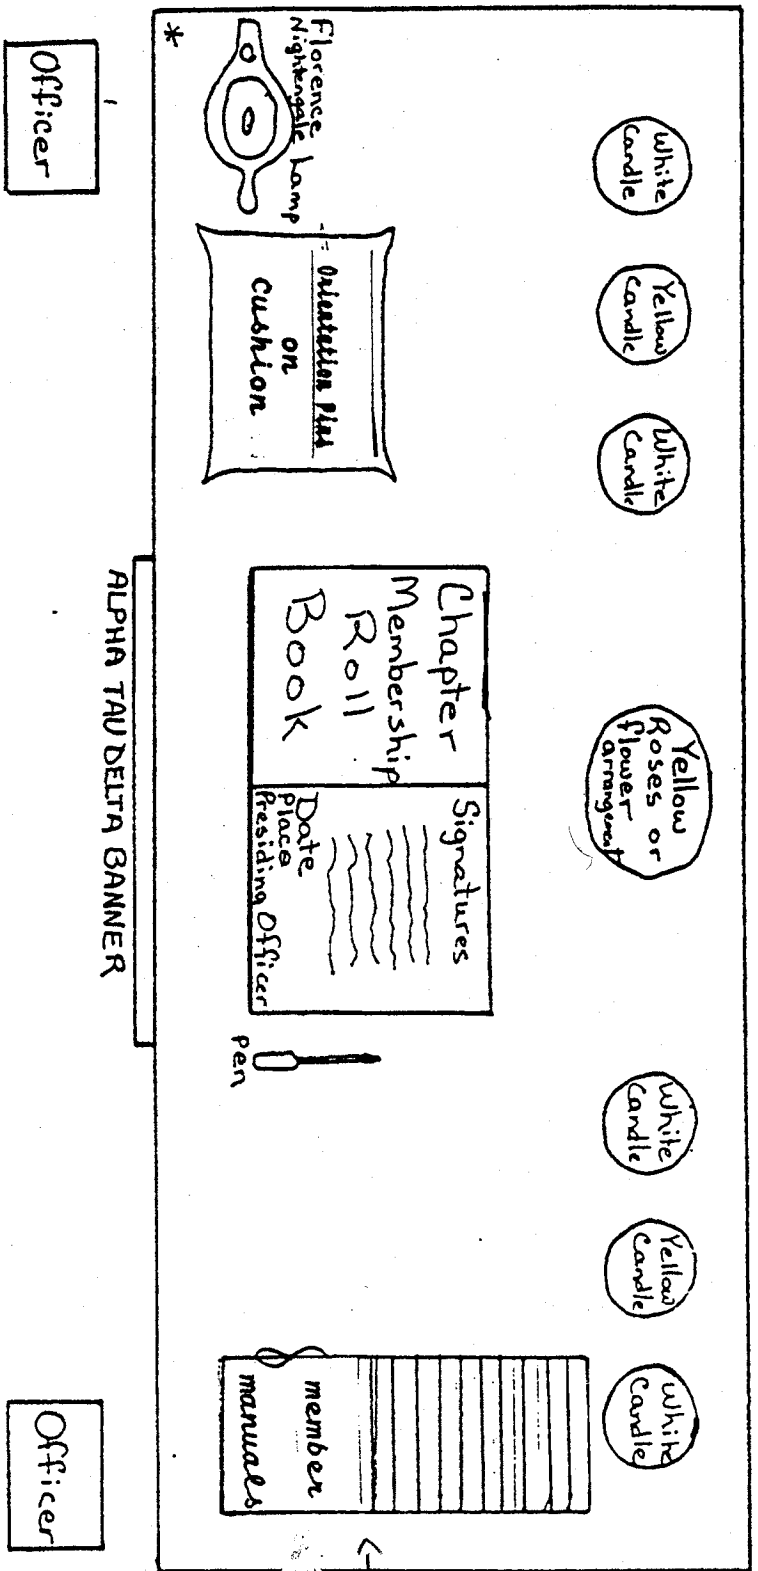 White
Candle
Yellow
Candle
White
Candle
Yellow
Roses or
flower
arrangement
White
Candle
Yellow
Candle
White
Candle
Florence
Nightengale Lamp
Orientation Pins
on
cushion
Chapter
Membership
Roll
Book
Signatures
Date
Place
Presiding Officer
pen
member
manuals
*
ALPHA TAU DELTA BANNER
Officer
Officer